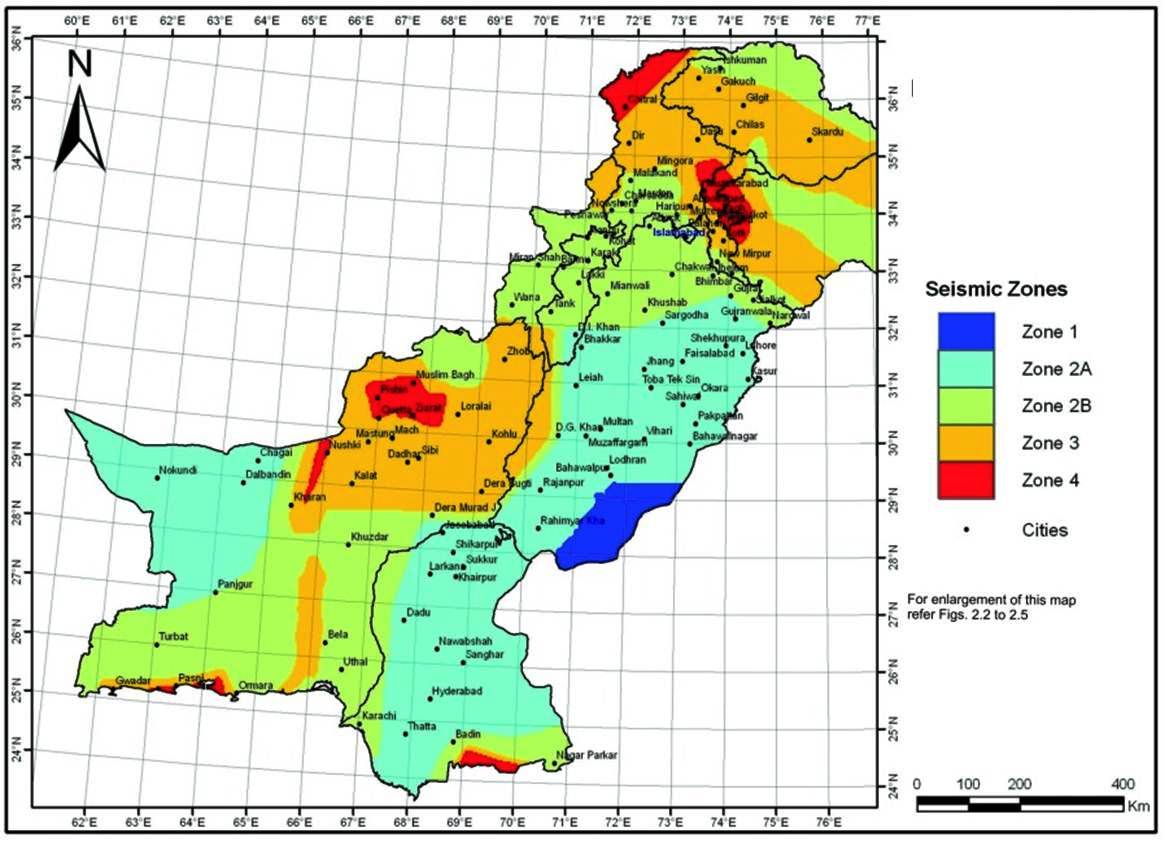 60°E 61°E 62°E 63°E 64°E 65°E 66°E 67°E 68°E 69°E 70°E 71°E 72°E 73°E 74°E 75°E 76°E 77°E
36°N
35°N
34°N
33°N
32°N
31°N
30°N
29°N
28°N
27°N
26°N
25°N
24°N
N
Ishkuman
Yasin
Gakuch
Chitral
Gilgit
Chilas
Dasu
Skardu
Dir
Mingora
Malakand
Mardan
Nowshera
Haripur
Peshawar
Islamabad
Kohat
Karak
New Mirpur
Miran Shah
Chakwal
Lakki
Bhimbar
Mianwali
Gujrat
Sialkot
Wana
Tank
Khushab
Gujranwala
Narowal
Sargodha
D.I. Khan
Shekhupura
Bhakkar
Lahore
Zhob
Faisalabad
Jhang
Kasur
Muslim Bagh
Leiah
Toba Tek Sin
Okara
Pishin
Sahiwal
Quetta
Ziarat
Loralai
Pakpattan
D.G. Khan
Multan
Vihari
Mastung
Mach
Kohlu
Muzaffargarh
Bahawalnagar
Nushki
Sibi
Dadhar
Chagai
Lodhran
Bahawalpur
Nokundi
Dalbandin
Kalat
Dera Bugti
Rajanpur
Kharan
Dera Murad J
Jacobabad
Rahimyar Kha
Khuzdar
Shikarpur
Sukkur
Larkana
Khairpur
Panjgur
Dadu
Turbat
Bela
Nawabshah
Sanghar
Uthal
Gwadar
Pasni
Ormara
Hyderabad
Karachi
Thatta
Badin
Nagar Parkar
36°N
35°N
34°N
33°N
32°N
31°N
30°N
29°N
28°N
27°N
26°N
25°N
24°N
62°E 63°E 64°E 65°E 66°E 67°E 68°E 69°E 70°E 71°E 72°E 73°E 74°E 75°E 76°E
Seismic Zones
Zone 1
Zone 2A
Zone 2B
Zone 3
Zone 4
Cities
For enlargement of this map
refer Figs. 2.2 to 2.5
0 100 200 400
Km